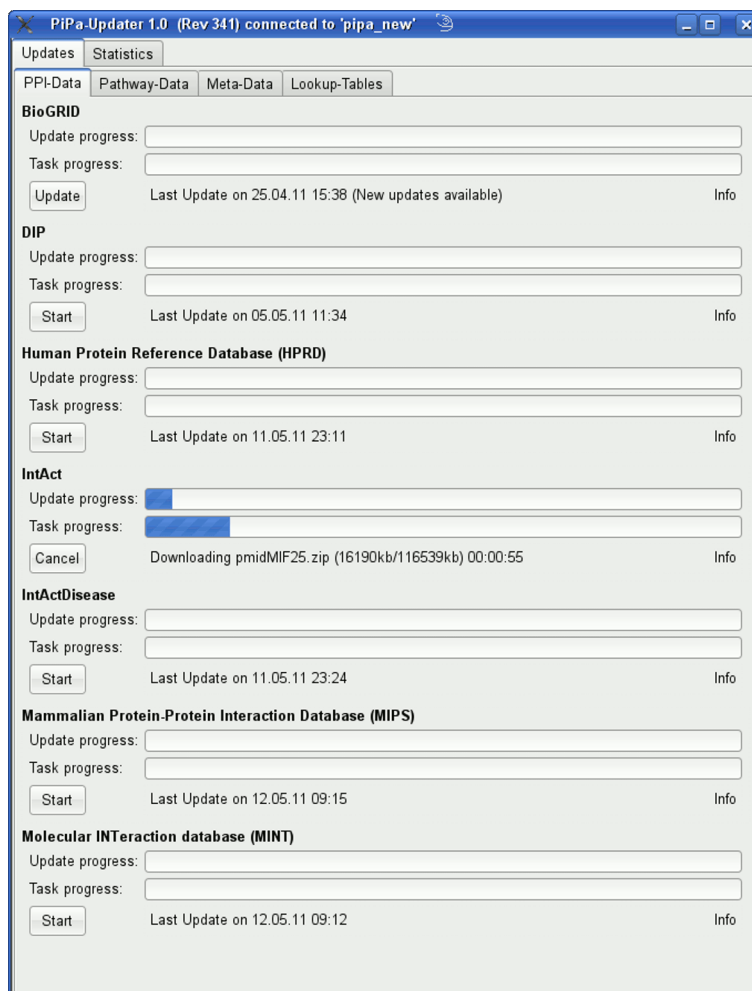 PiPa-Updater 1.0 (Rev 341) connected to 'pipa_new'
Updates Statistics
PPI-Data Pathway-Data Meta-Data Lookup-Tables
BioGRID
Update progress:
Task progress:
Update Last Update on 25.04.11 15:38 (New updates available) Info
DIP
Update progress:
Task progress:
Start Last Update on 05.05.11 11:34 Info
Human Protein Reference Database (HPRD)
Update progress:
Task progress:
Start Last Update on 11.05.11 23:11 Info
IntAct
Update progress:
Task progress:
Cancel Downloading pmidMIF25.zip (16190kb/116539kb) 00:00:55 Info
IntActDisease
Update progress:
Task progress:
Start Last Update on 11.05.11 23:24 Info
Mammalian Protein-Protein Interaction Database (MIPS)
Update progress:
Task progress:
Start Last Update on 12.05.11 09:15 Info
Molecular INTeraction database (MINT)
Update progress:
Task progress:
Start Last Update on 12.05.11 09:12 Info